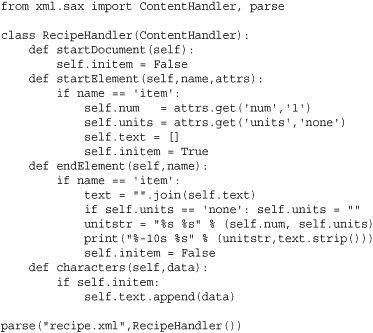 from xml.sax import ContentHandler, parse

class RecipeHandler(ContentHandler):
    def startDocument(self):
        self.initem = False
    def startElement(self,name,attrs):
        if name == 'item':
            self.num   = attrs.get('num','1')
            self.units = attrs.get('units','none')
            self.text = []
            self.initem = True
    def endElement(self,name):
        if name == 'item':
            text = "".join(self.text)
            if self.units == 'none': self.units = ""
            unitstr = "%s %s" % (self.num, self.units)
            print("%-10s %s" % (unitstr,text.strip()))
            self.initem = False
    def characters(self,data):
        if self.initem:
            self.text.append(data)

parse("recipe.xml",RecipeHandler())